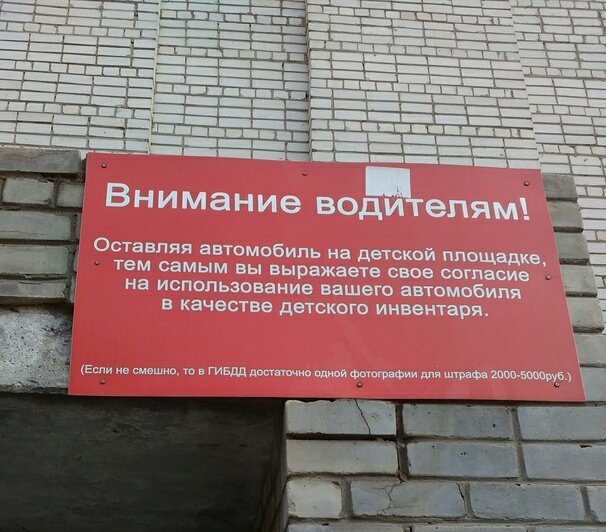 Внимание водителям!
Оставляя автомобиль на детской площадке,
тем самым вы выражаете свое согласие
на использование вашего автомобиля
в качестве детского инвентаря.
(Если не смешно, то в ГИБДД достаточно одной фотографии для штрафа 2000-5000руб.)